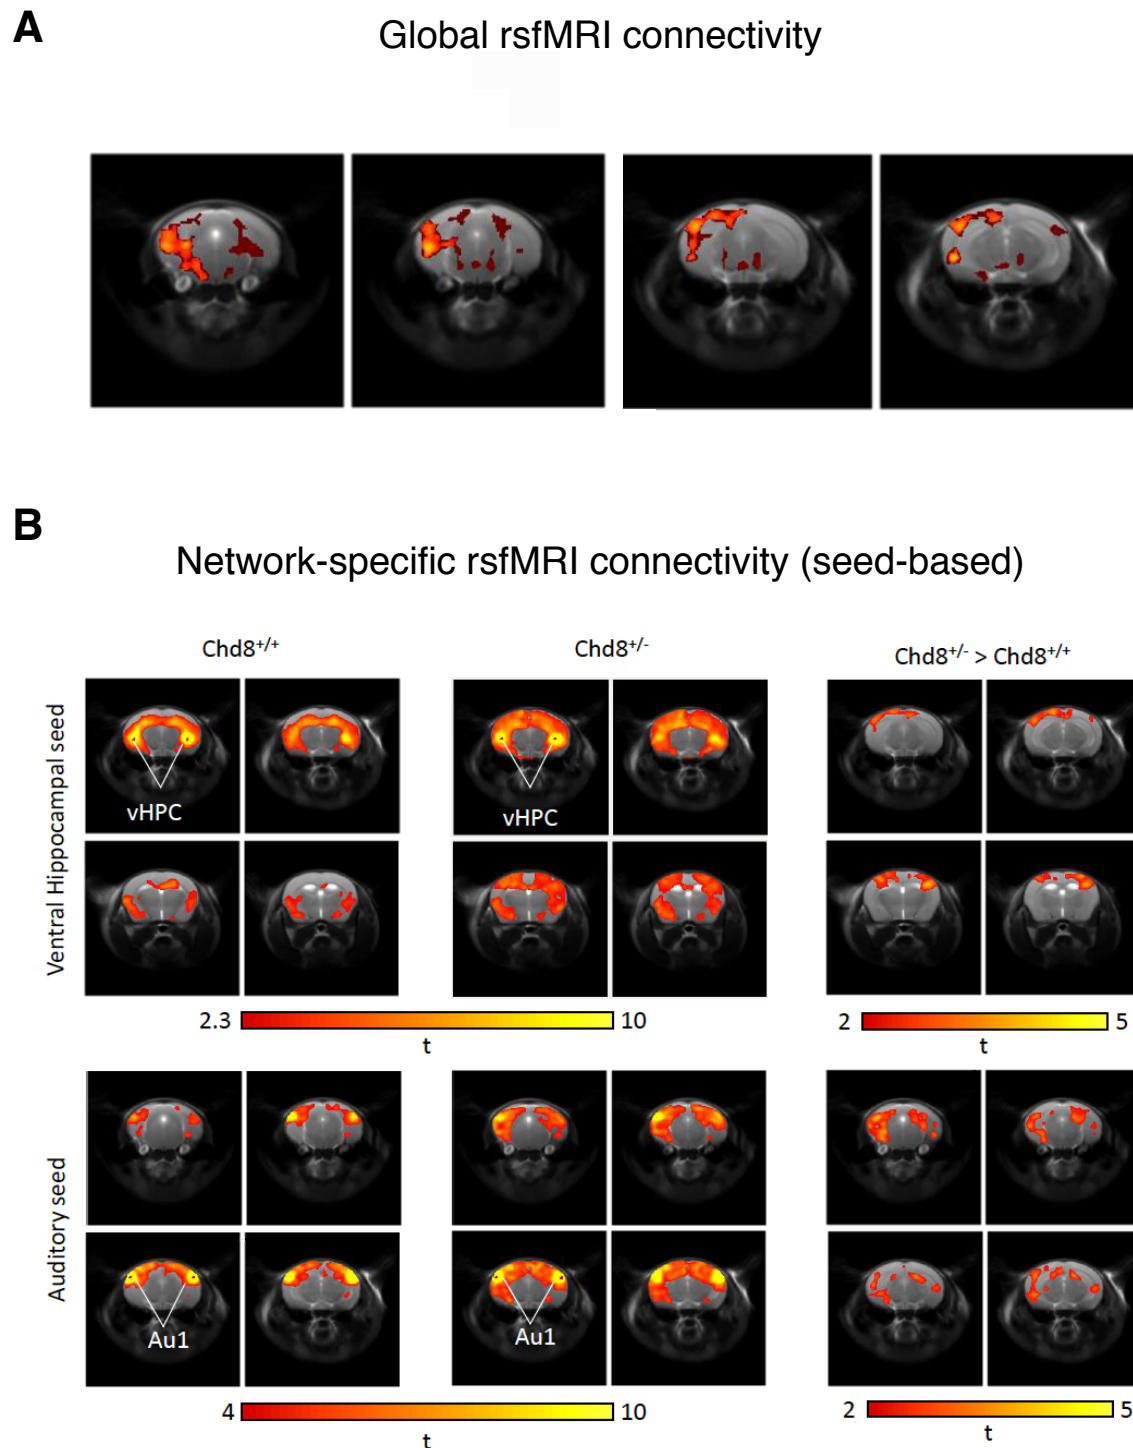 A
Global rsfMRI connectivity
B
Network-specific rsfMRI connectivity (seed-based)
Chd8+/+
Chd8+/-
Chd8+/- > Chd8+/+
Ventral Hippocampal seed
vHPC
vHPC
2.3
10
t
2
5
t
Auditory seed
Au1
Au1
4
10
t
2
5
t